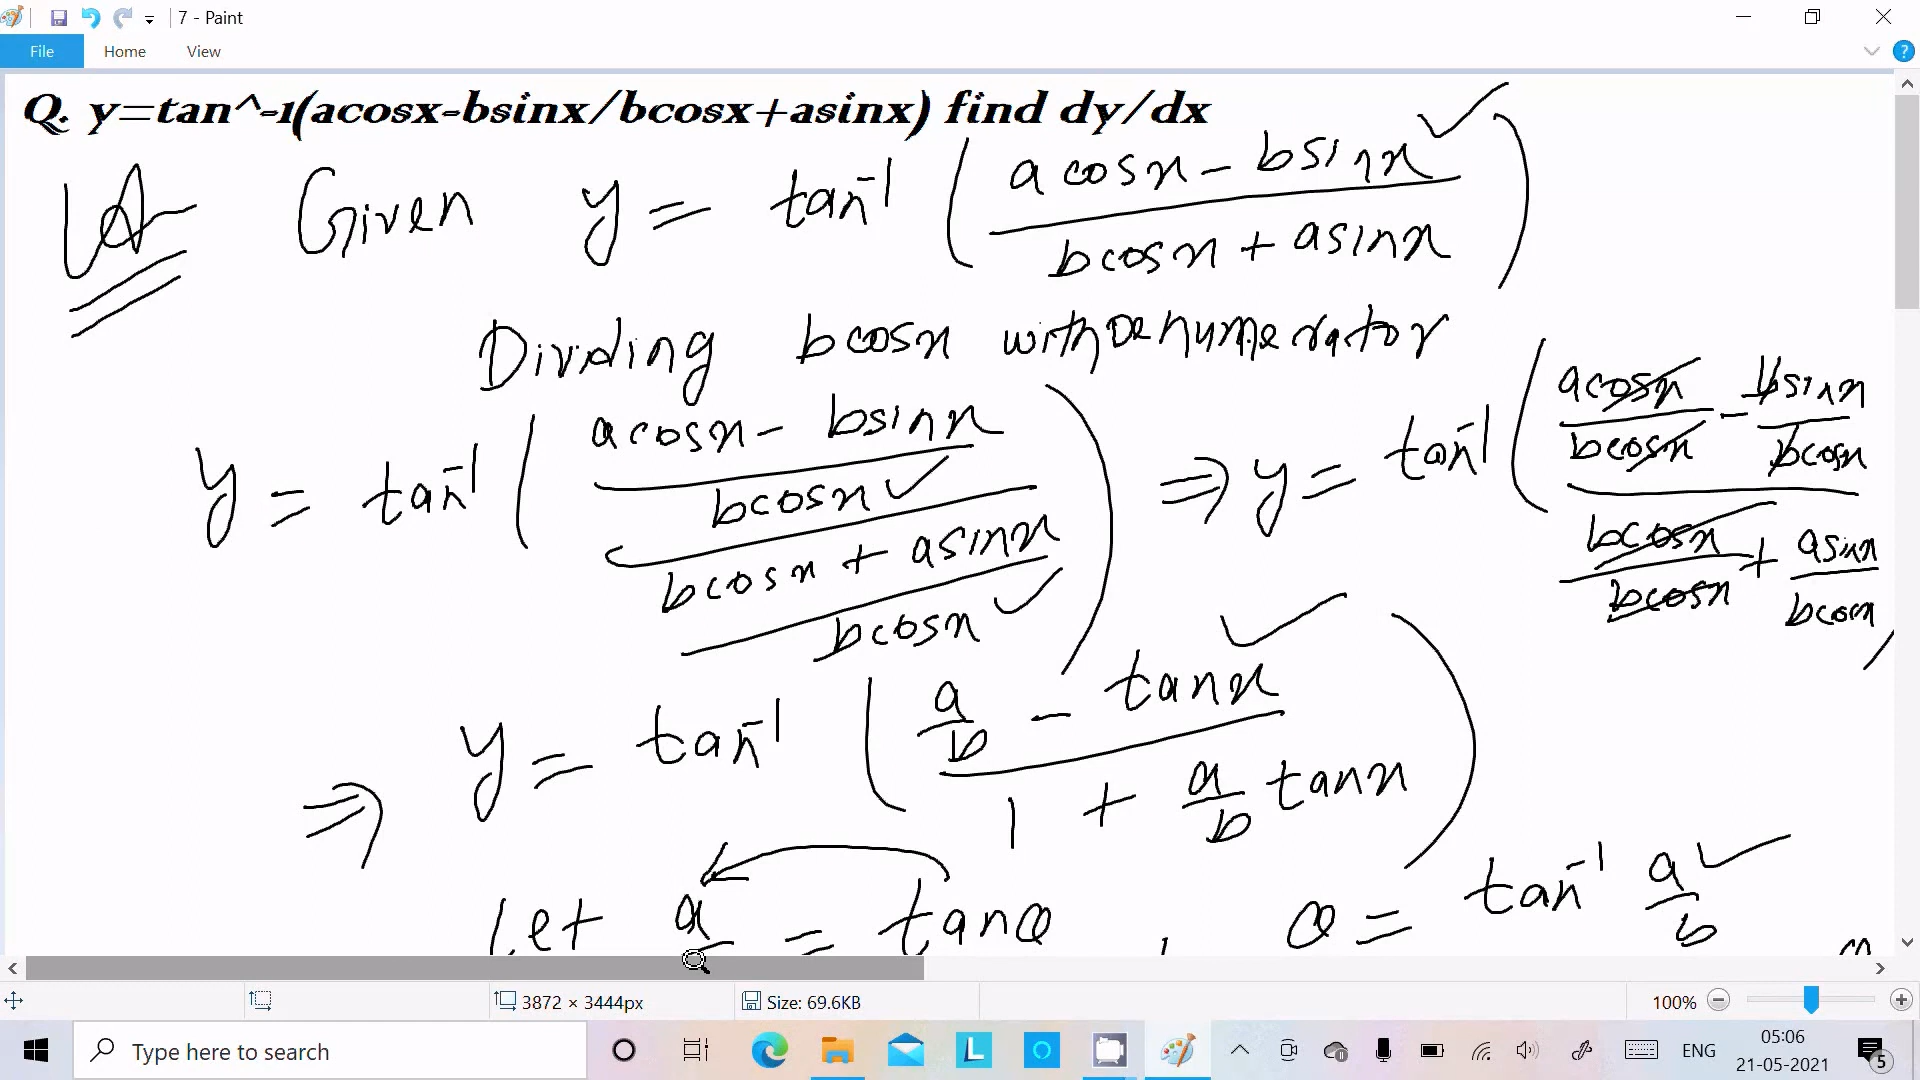 7 - Paint
File Home View
Q. y=tan^-1(acosx-bsinx/bcosx+asinx) find dy/dx
Given y = tan⁻¹ ( acosx - bsinx / bcosx + asinx )
Dividing bcosx with Denumerator
y = tan⁻¹ ( acosx - bsinx / bcosx / bcosx + asinx / bcosx ) ⇒ y = tan⁻¹ ( acosx / bcosx - bsinx / bcosx / bcosx / bcosx + asinx / bcosx )
⇒ y = tan⁻¹ ( a/b - tanx / 1 + a/b tanx )
Let a = tanα , α = tan⁻¹ a/b
3872 × 3444px Size: 69.6KB 100%
Type here to search
ENG
05:06
21-05-2021
5